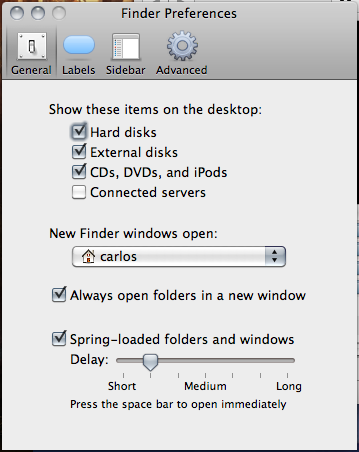 Finder Preferences
General Labels Sidebar Advanced
Show these items on the desktop:
Hard disks
External disks
CDs, DVDs, and iPods
Connected servers
New Finder windows open:
carlos
Always open folders in a new window
Spring-loaded folders and windows
Delay:
Short Medium Long
Press the space bar to open immediately